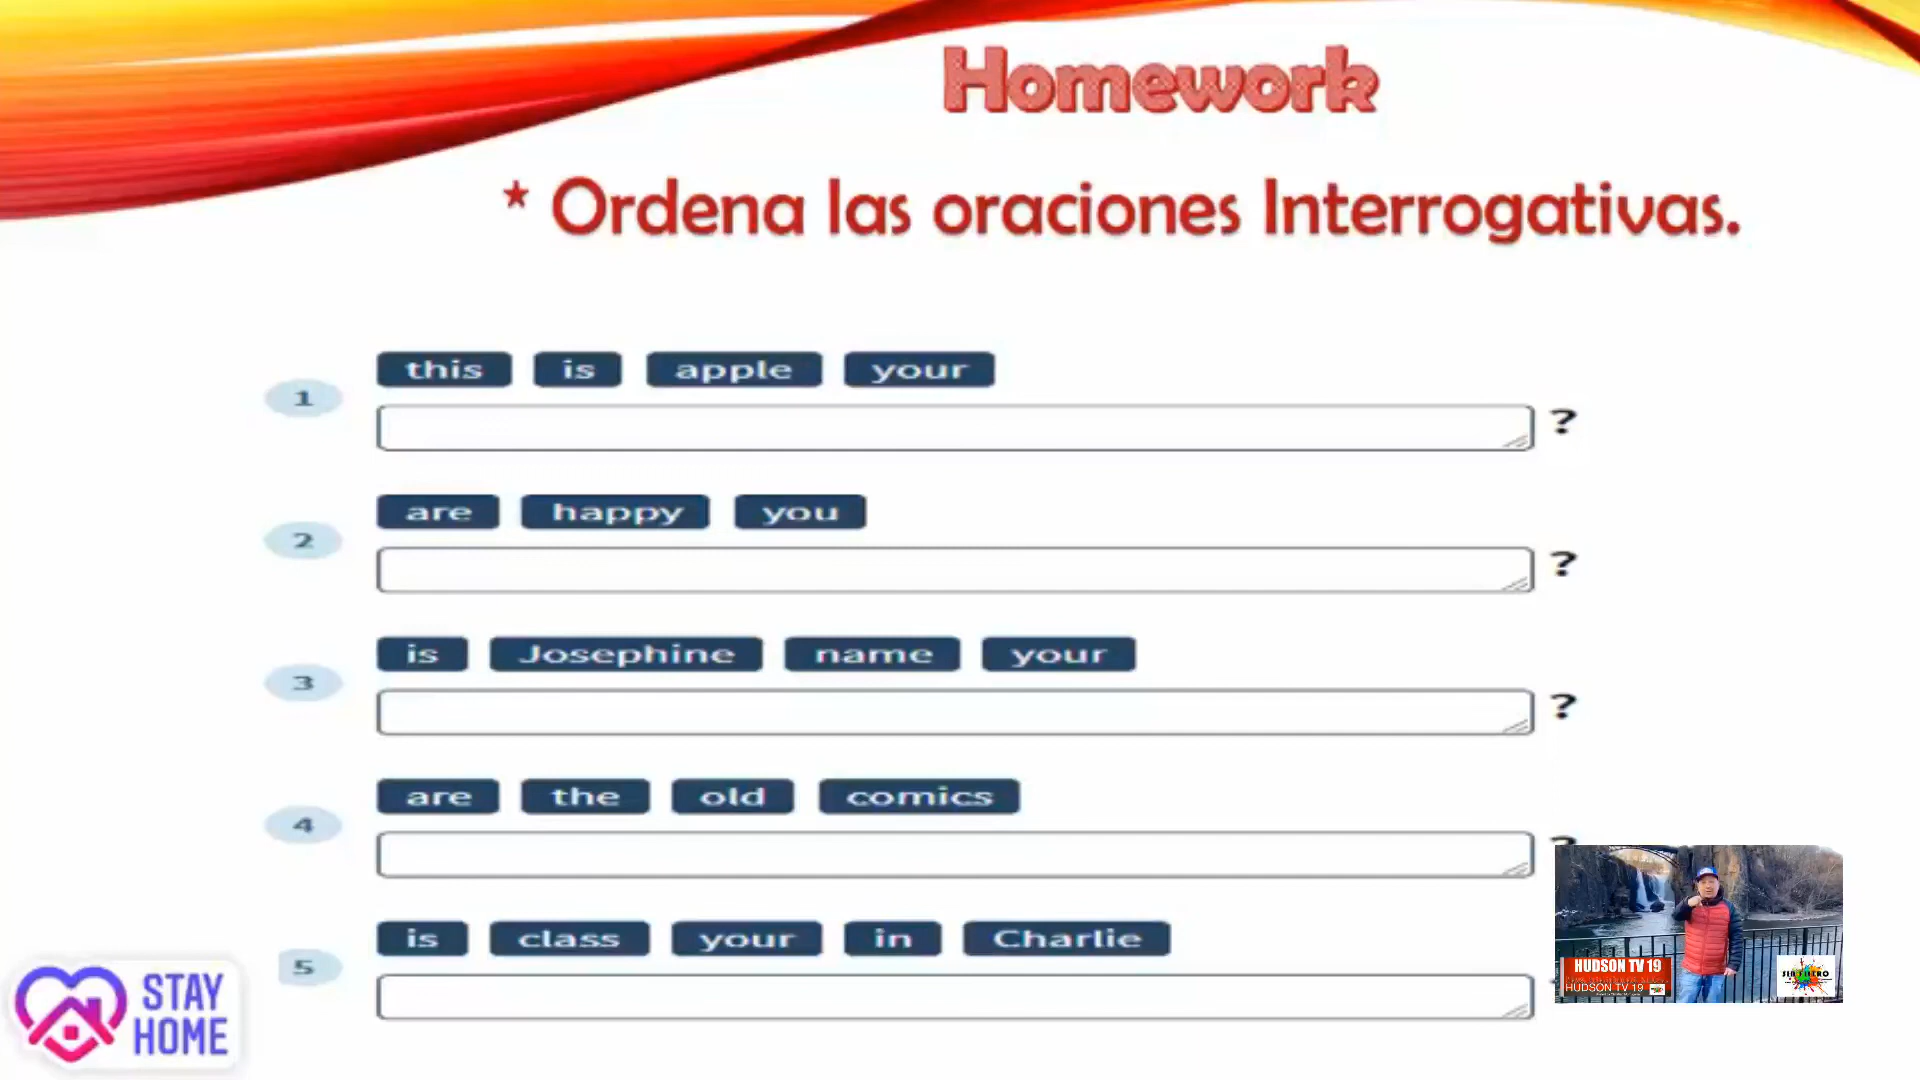 Homework
* Ordena las oraciones Interrogativas.
this is apple your
1
?
are happy you
2
?
is Josephine name your
3
?
are the old comics
4
?
is class your in Charlie
5
STAY
HOME
HUDSON TV 19
HUDSON TV 19